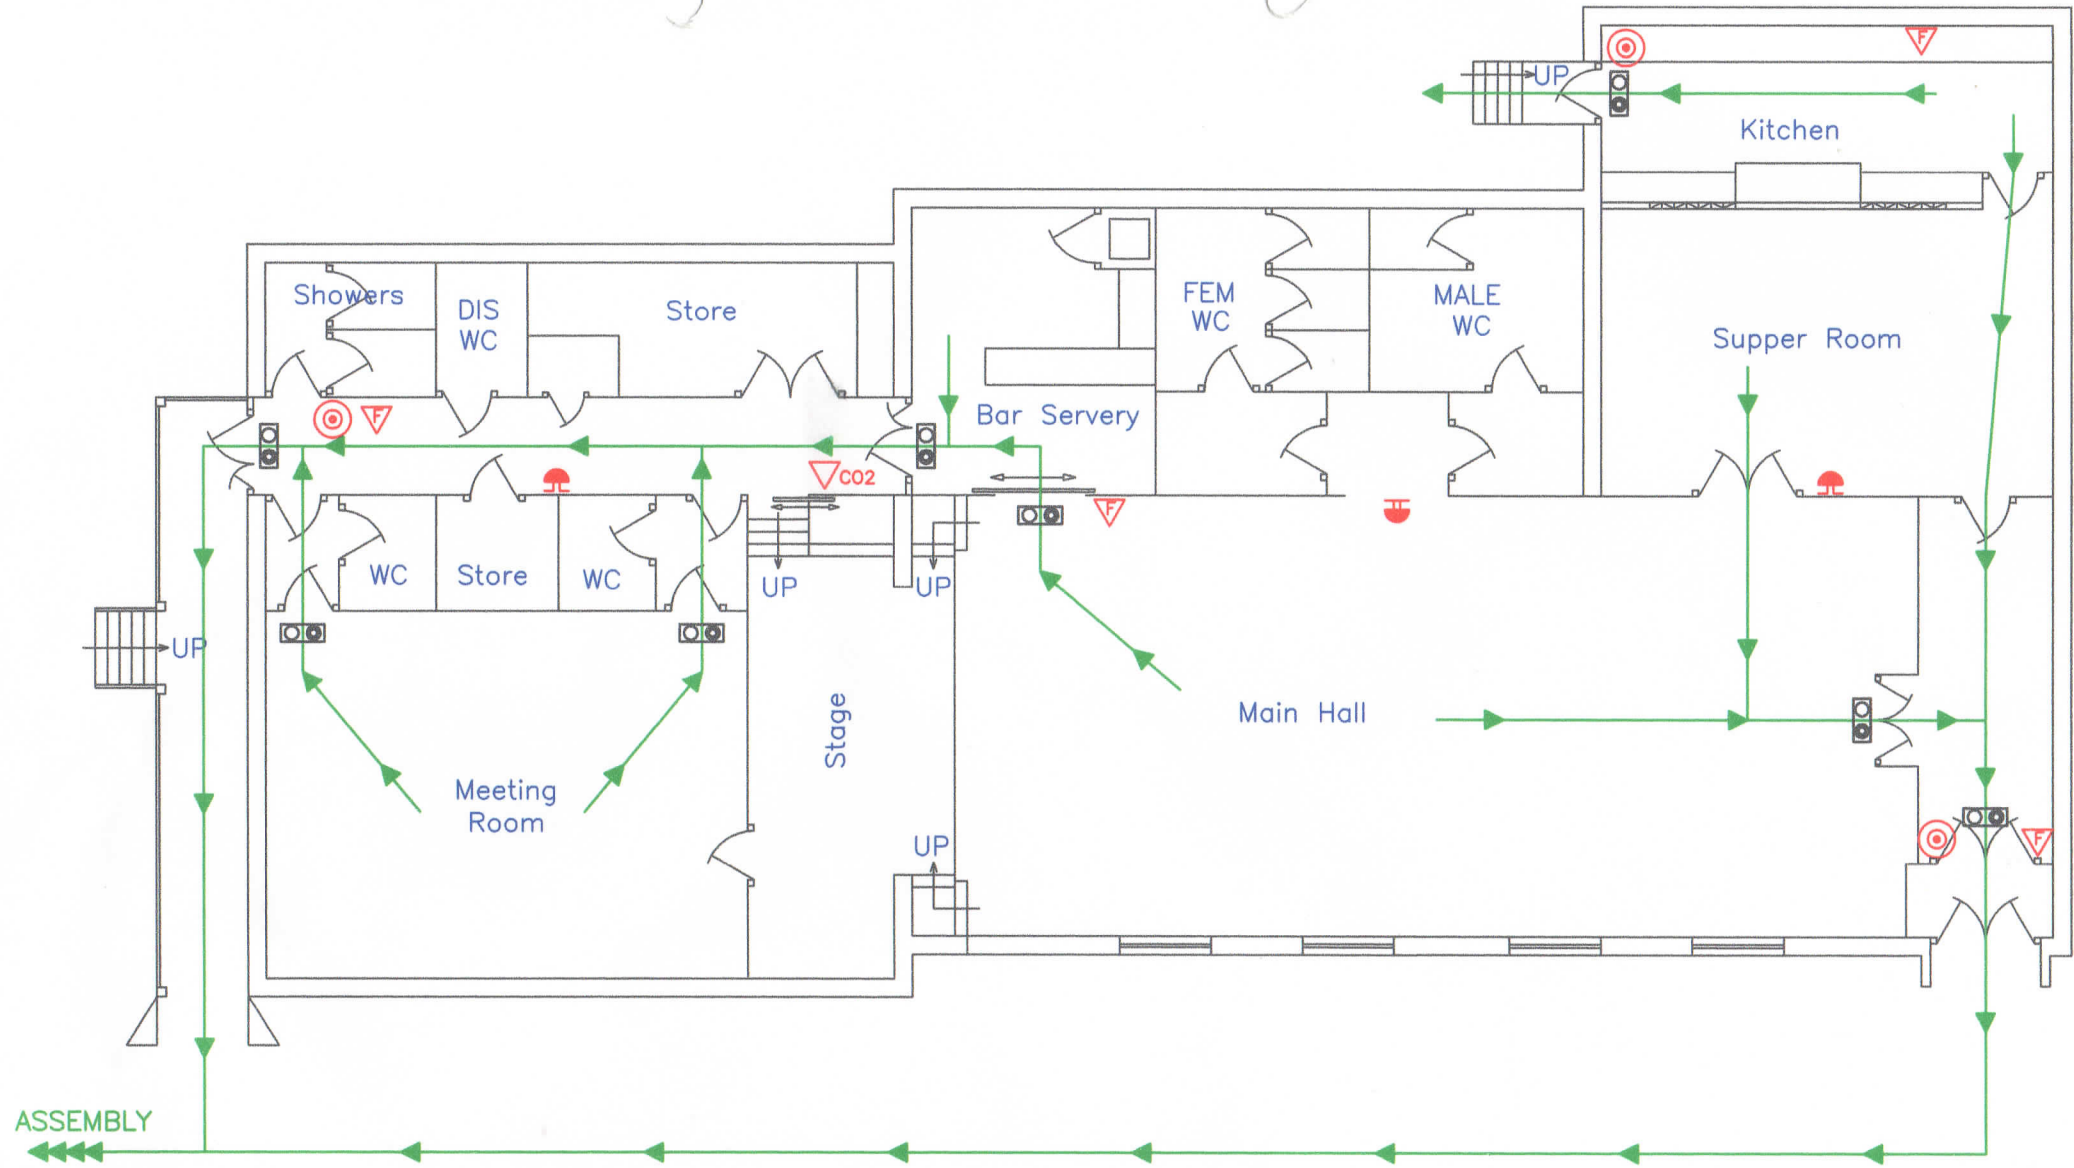 F
UP
Kitchen
Showers
DIS
WC
Store
FEM
WC
MALE
WC
Supper Room
F
Bar Servery
CO2
F
WC
Store
WC
UP
UP
UP
Stage
Main Hall
Meeting
Room
UP
F
ASSEMBLY